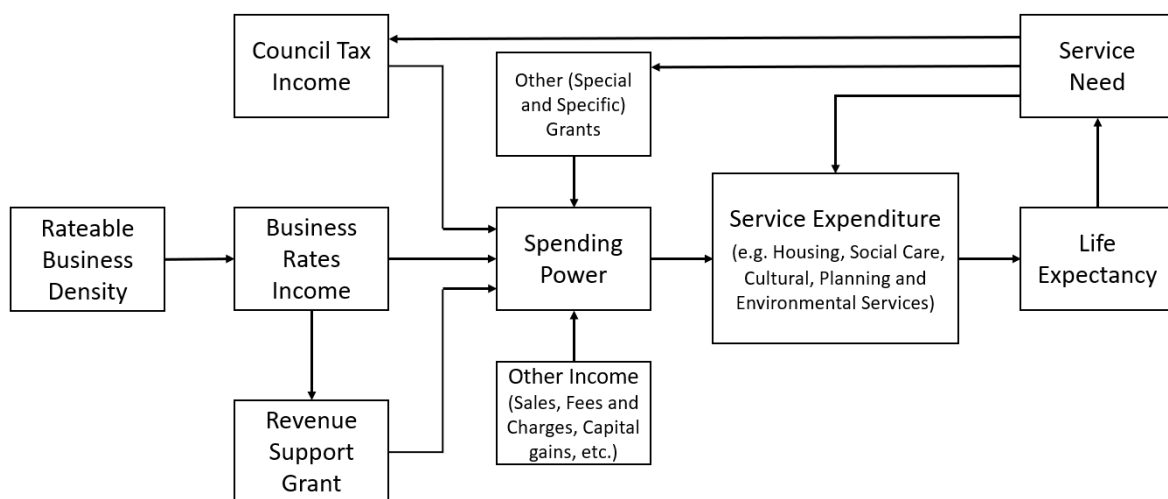 Council Tax
Income
Other (Special
and Specific)
Grants
Service
Need
Rateable
Business
Density
Business
Rates
Income
Spending
Power
Service Expenditure
(e.g. Housing, Social Care,
Cultural, Planning and
Environmental Services)
Life
Expectancy
Revenue
Support
Grant
Other Income
(Sales, Fees and
Charges, Capital
gains, etc.)